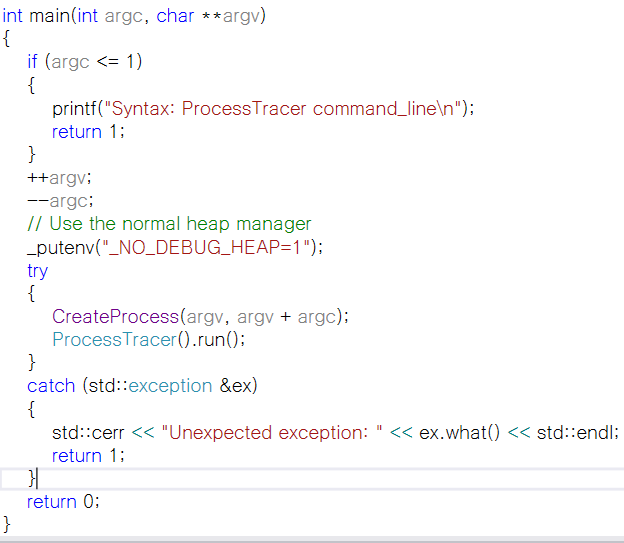 int main(int argc, char **argv)
{
if (argc <= 1)
{
printf("Syntax: ProcessTracer command_line\n");
return 1;
}
++argv;
--argc;
// Use the normal heap manager
_putenv("_NO_DEBUG_HEAP=1");
try
{
CreateProcess(argv, argv + argc);
ProcessTracer().run();
}
catch (std::exception &ex)
{
std::cerr << "Unexpected exception: " << ex.what() << std::endl;
return 1;
}
return 0;
}